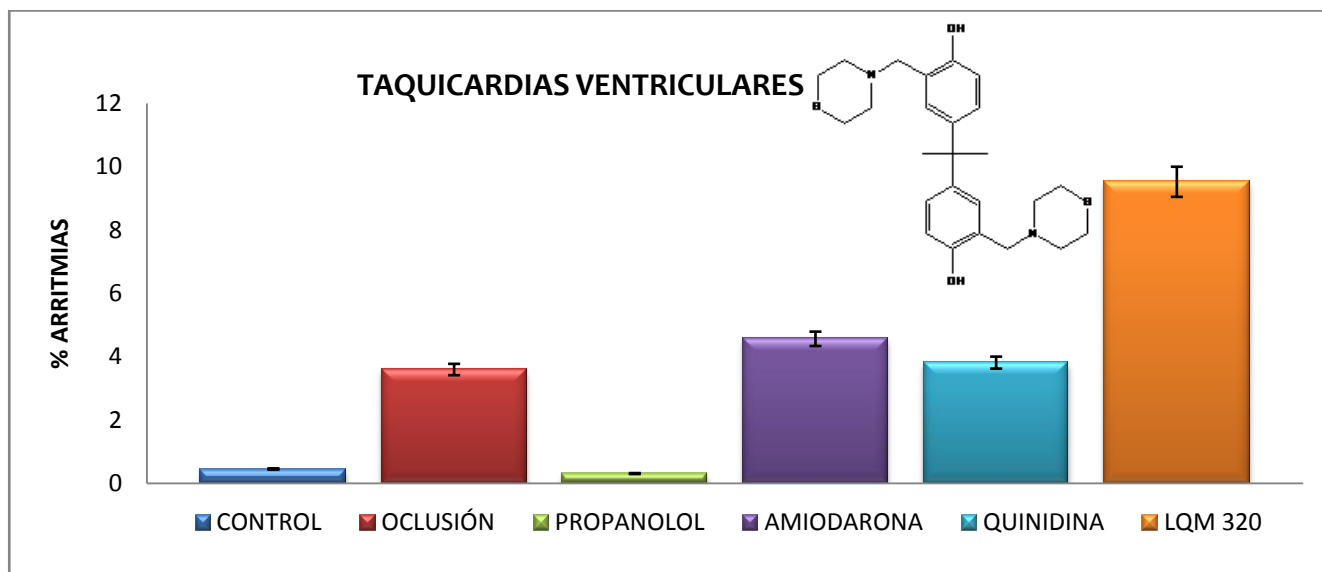 OH
TAQUICARDIAS VENTRICULARES
N
OH
N
% ARRITMIAS
12
10
8
6
4
2
0
CONTROL OCLUSIÓN PROPANOLOL AMIODARONA QUINIDINA LQM 320